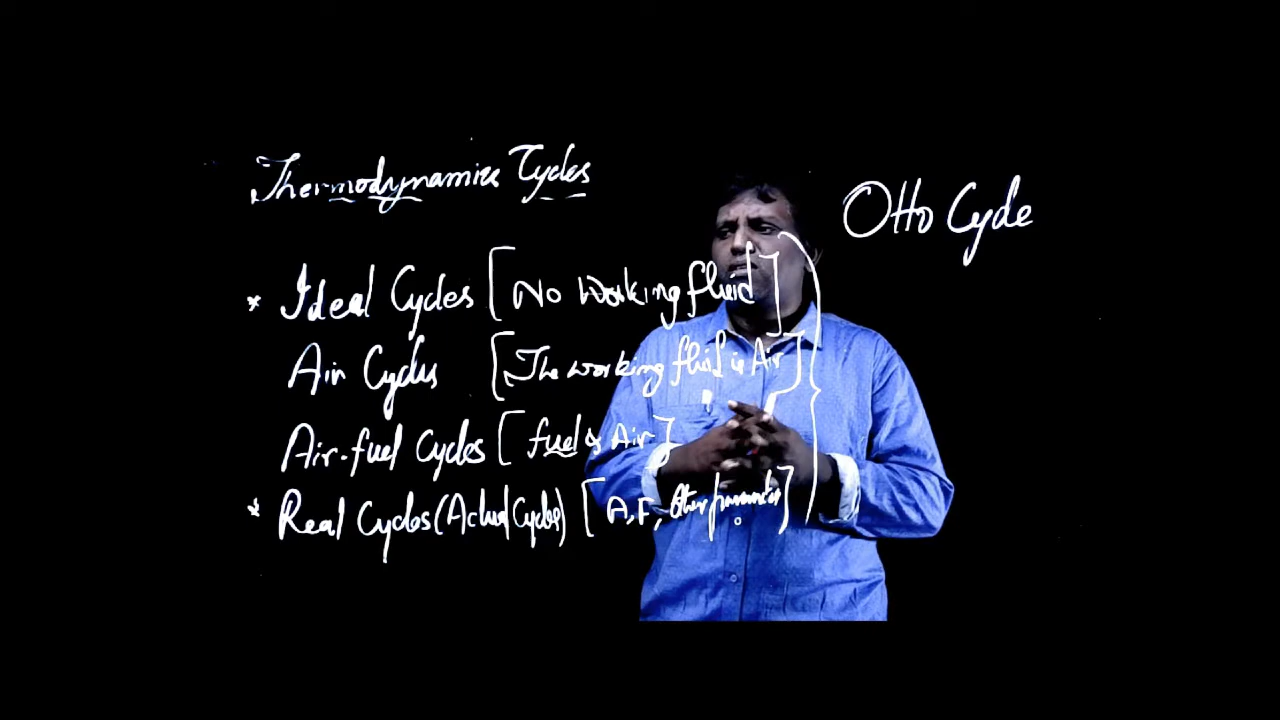 Thermodynamics Cycles
Otto Cycle
* Ideal Cycles [No working fluid]
Air Cycles [The working fluid is Air]
Air-fuel Cycles [fuel & Air]
* Real Cycles (Actual Cycles) [A, F, Other parameters]